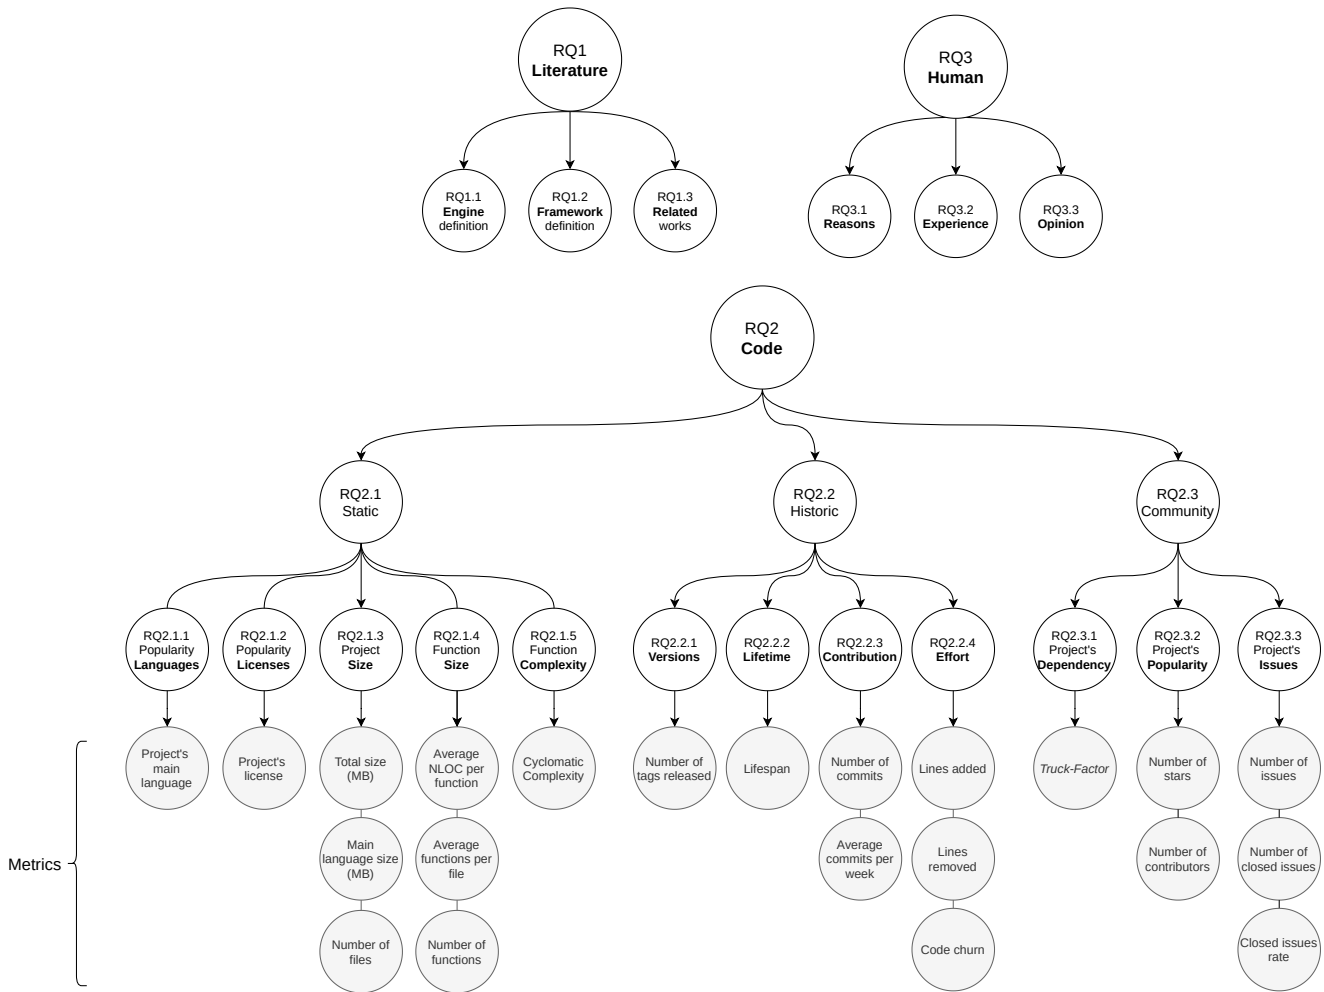 RQ1
Literature
RQ3
Human
RQ1.1
Engine
definition
RQ1.2
Framework
definition
RQ1.3
Related
works
RQ3.1
Reasons
RQ3.2
Experience
RQ3.3
Opinion
RQ2
Code
RQ2.1
Static
RQ2.2
Historic
RQ2.3
Community
RQ2.1.1
Popularity
Languages
RQ2.1.2
Popularity
Licenses
RQ2.1.3
Project
Size
RQ2.1.4
Function
Size
RQ2.1.5
Function
Complexity
RQ2.2.1
Versions
RQ2.2.2
Lifetime
RQ2.2.3
Contribution
RQ2.2.4
Effort
RQ2.3.1
Project's
Dependency
RQ2.3.2
Project's
Popularity
RQ2.3.3
Project's
Issues
Metrics
Project's
main
language
Project's
license
Total size
(MB)
Average
NLOC per
function
Cyclomatic
Complexity
Number of
tags released
Lifespan
Number of
commits
Lines added
Truck-Factor
Number of
stars
Number of
issues
Main
language size
(MB)
Average
functions per
file
Average
commits per
week
Lines
removed
Number of
contributors
Number of
closed issues
Number of
files
Number of
functions
Code churn
Closed issues
rate